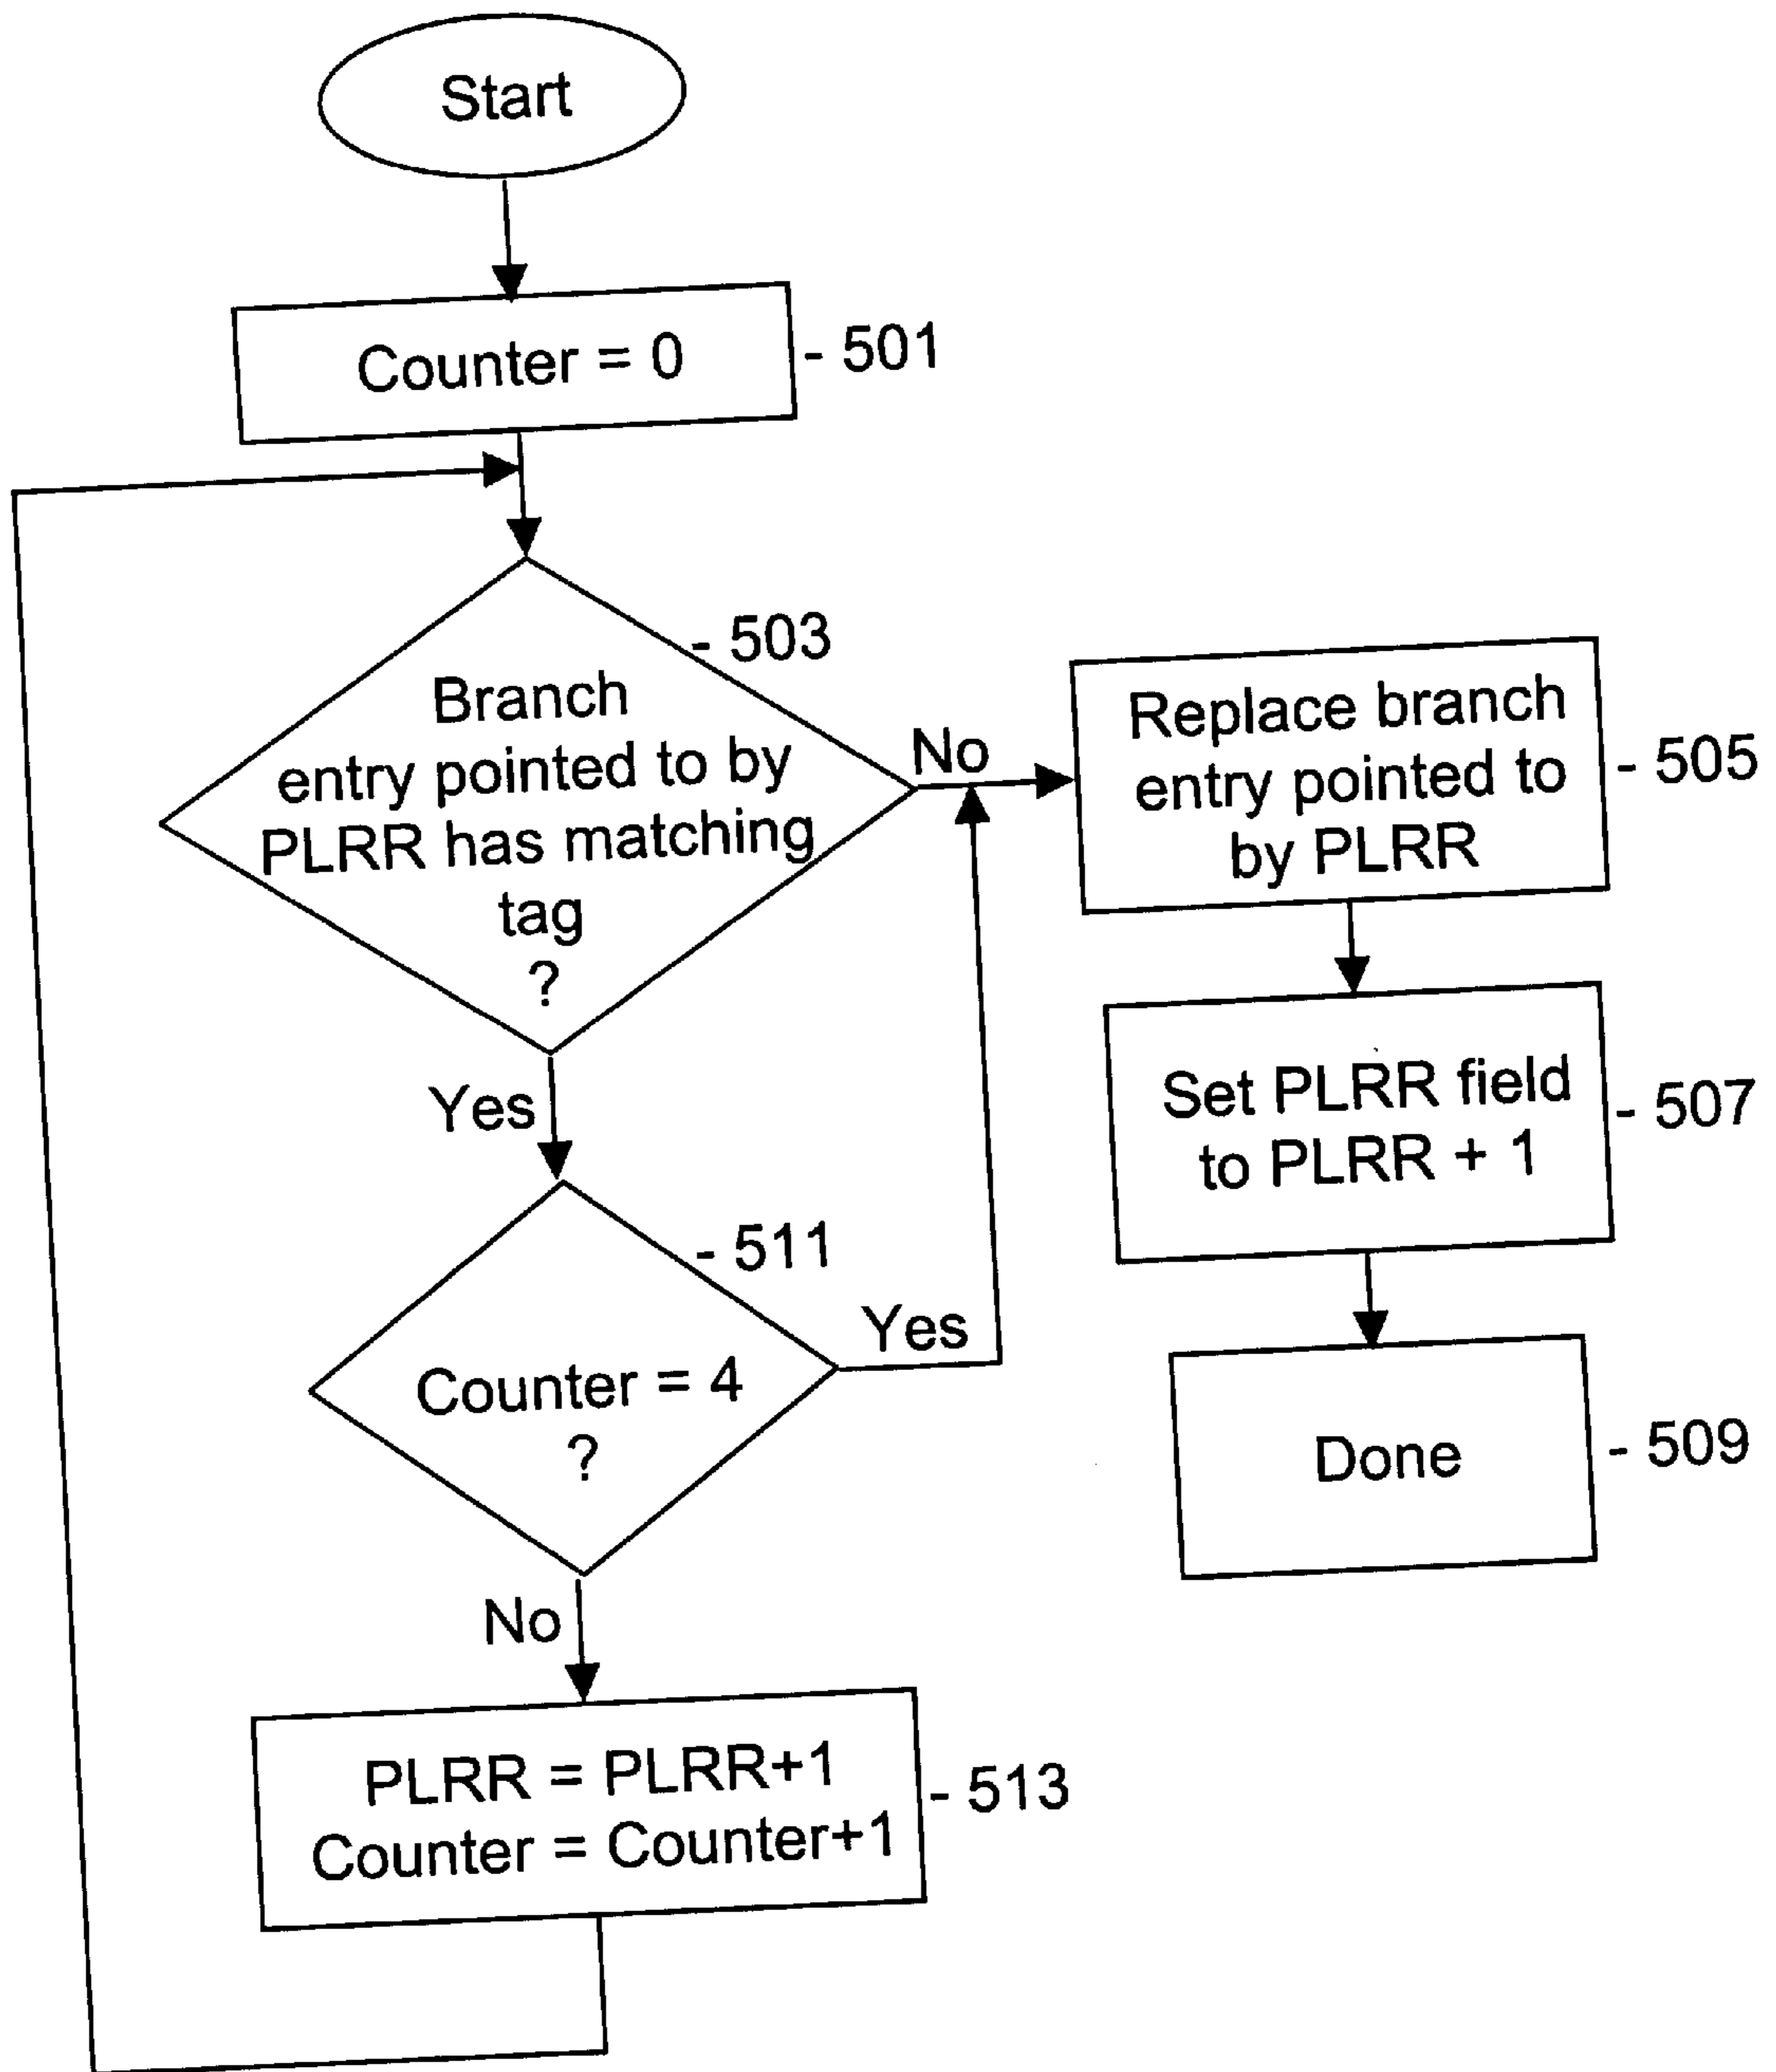 Start
Counter = 0
- 501
- 503
Branch
entry pointed to by
PLRR has matching
tag
?
No
Replace branch
entry pointed to
by PLRR
- 505
Set PLRR field
to PLRR + 1
- 507
Done
- 509
Yes
- 511
Counter = 4
?
Yes
No
PLRR = PLRR+1
Counter = Counter+1
- 513